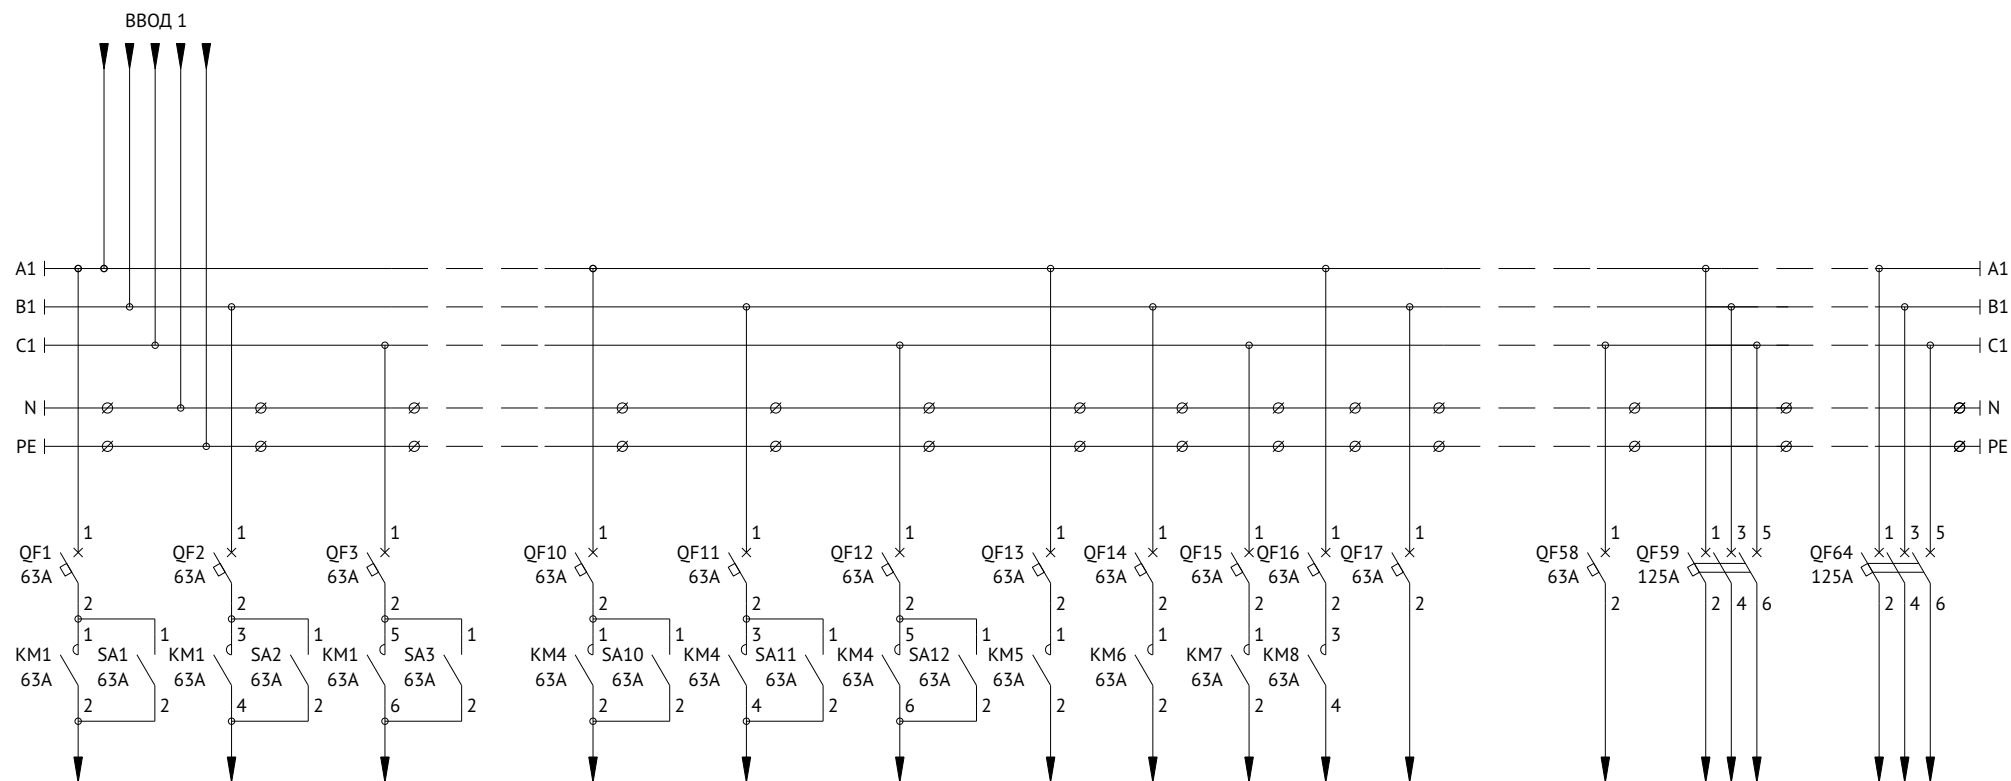 ВВОД 1
A1 A1
B1 B1
C1 C1
N N
PE PE
1 1 1 1 1 1 1 1 1 1 1 1 1 3 5 1 3 5
QF1 QF2 QF3 QF10 QF11 QF12 QF13 QF14 QF15 QF16 QF17 QF58 QF59 QF64
63A 63A 63A 63A 63A 63A 63A 63A 63A 63A 63A 63A 125A 125A
2 2 2 2 2 2 2 2 2 2 2 2 2 4 6 2 4 6
1 1 3 1 5 1 1 1 3 1 5 1 1 1 1 3
KM1 SA1 KM1 SA2 KM1 SA3 KM4 SA10 KM4 SA11 KM4 SA12 KM5 KM6 KM7 KM8
63A 63A 63A 63A 63A 63A 63A 63A 63A 63A 63A 63A 63A 63A 63A 63A
2 2 4 2 6 2 2 2 4 2 6 2 2 2 2 4